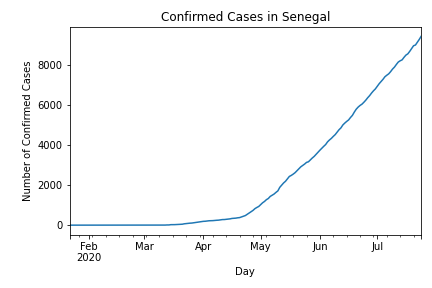 Confirmed Cases in Senegal
Number of Confirmed Cases
8000
6000
4000
2000
0
Feb Mar Apr May Jun Jul
2020
Day